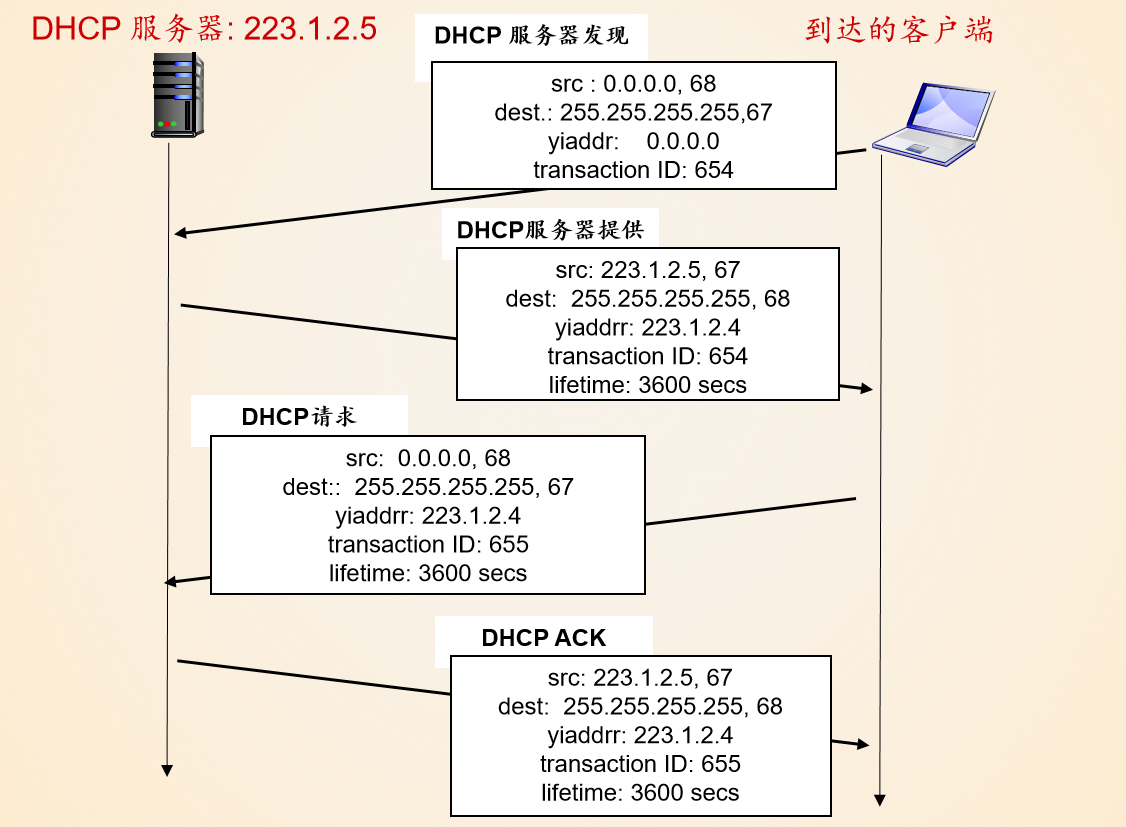 DHCP 服务器: 223.1.2.5
到达的客户端
DHCP 服务器发现
src : 0.0.0.0, 68
dest.: 255.255.255.255,67
yiaddr: 0.0.0.0
transaction ID: 654
DHCP服务器提供
src: 223.1.2.5, 67
dest: 255.255.255.255, 68
yiaddrr: 223.1.2.4
transaction ID: 654
lifetime: 3600 secs
DHCP请求
src: 0.0.0.0, 68
dest:: 255.255.255.255, 67
yiaddrr: 223.1.2.4
transaction ID: 655
lifetime: 3600 secs
DHCP ACK
src: 223.1.2.5, 67
dest: 255.255.255.255, 68
yiaddrr: 223.1.2.4
transaction ID: 655
lifetime: 3600 secs